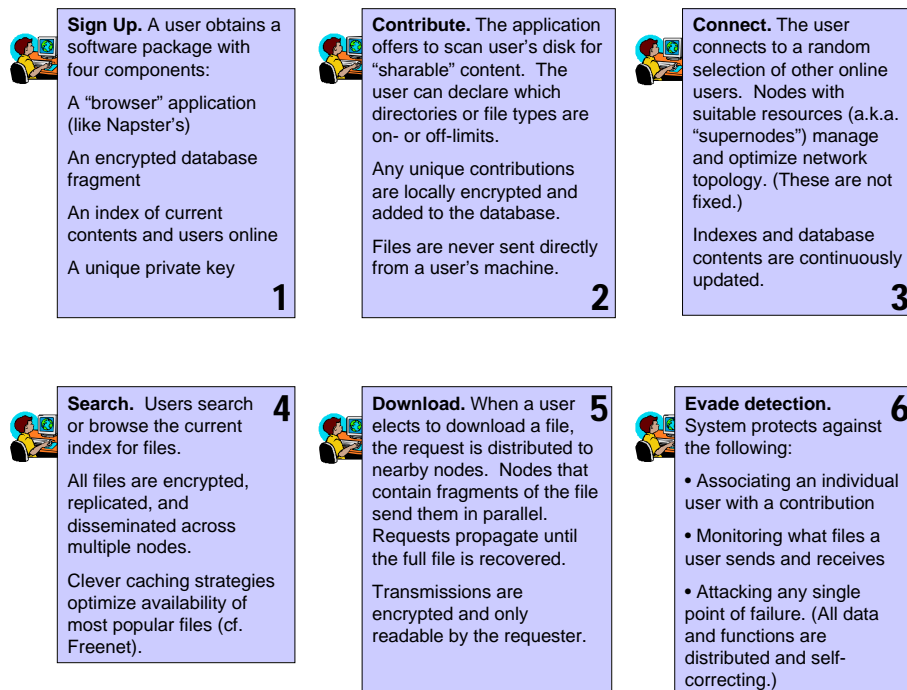 Sign Up. A user obtains a
software package with
four components:
A “browser” application
(like Napster’s)
An encrypted database
fragment
An index of current
contents and users online
A unique private key
1
Contribute. The application
offers to scan user’s disk for
“sharable” content. The
user can declare which
directories or file types are
on- or off-limits.
Any unique contributions
are locally encrypted and
added to the database.
Files are never sent directly
from a user’s machine.
2
Connect. The user
connects to a random
selection of other online
users. Nodes with
suitable resources (a.k.a.
“supernodes”) manage
and optimize network
topology. (These are not
fixed.)
Indexes and database
contents are continuously
updated.
3
Search. Users search
or browse the current
index for files.
4
All files are encrypted,
replicated, and
disseminated across
multiple nodes.
Clever caching strategies
optimize availability of
most popular files (cf.
Freenet).
Download. When a user
elects to download a file,
the request is distributed to
nearby nodes. Nodes that
contain fragments of the file
send them in parallel.
Requests propagate until
the full file is recovered.
5
Transmissions are
encrypted and only
readable by the requester.
Evade detection.
System protects against
the following:
6
• Associating an individual
user with a contribution
• Monitoring what files a
user sends and receives
• Attacking any single
point of failure. (All data
and functions are
distributed and self-
correcting.)